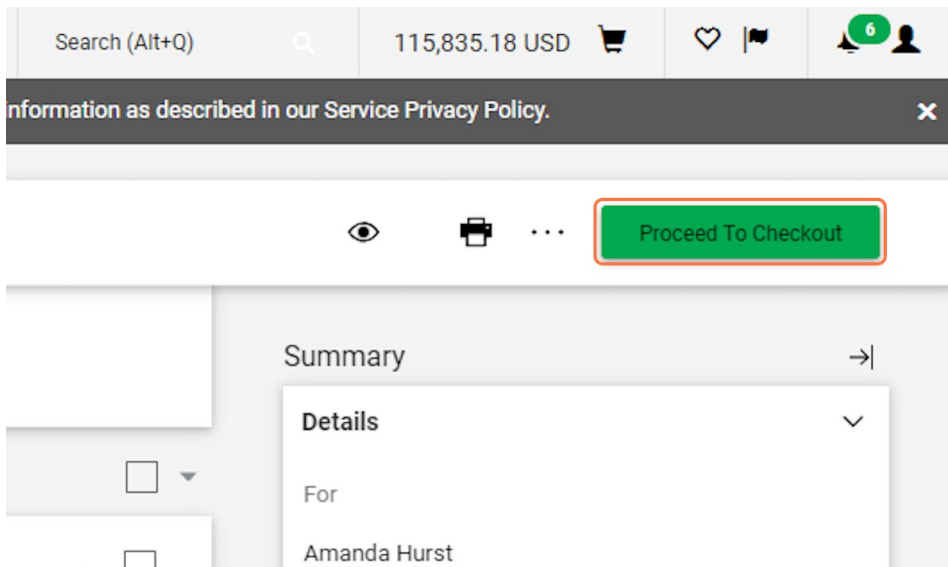 Search (Alt+Q)
115,835.18 USD
6
information as described in our Service Privacy Policy.
Proceed To Checkout
Summary
Details
For
Amanda Hurst